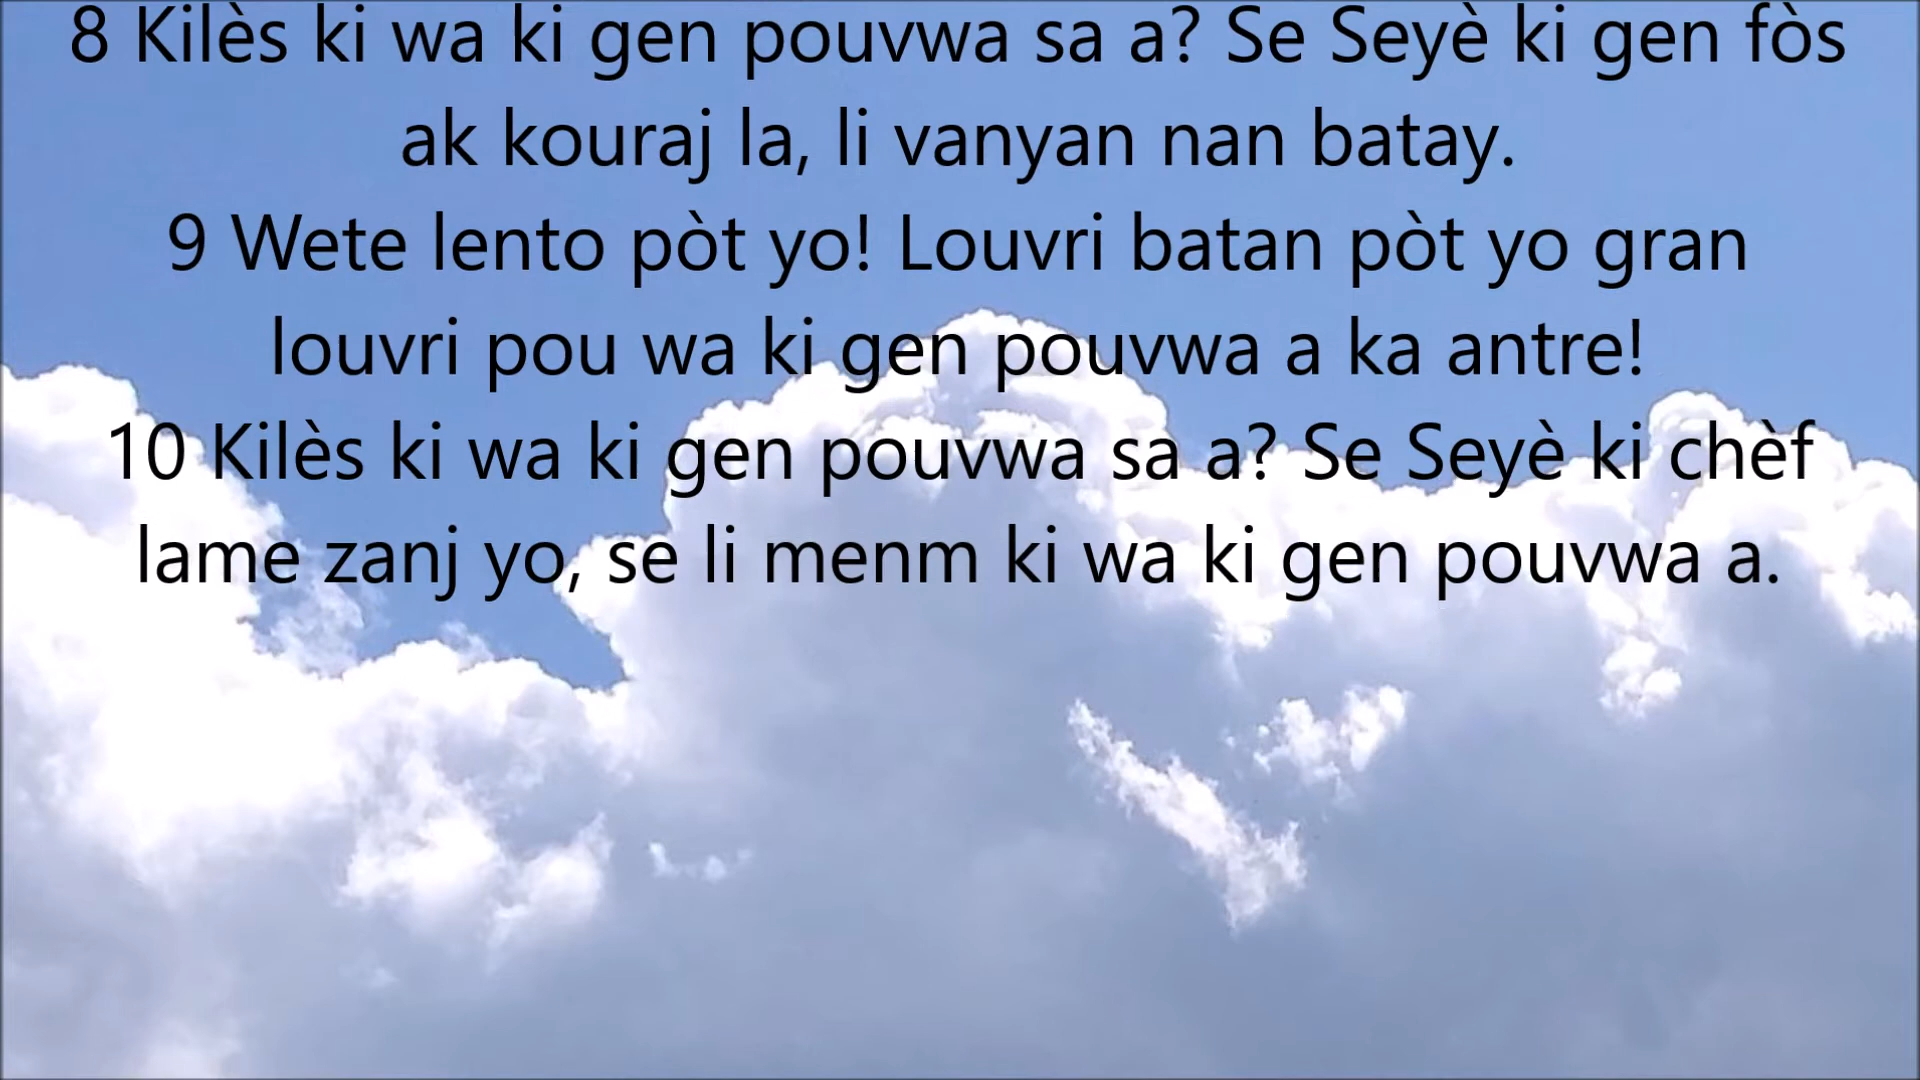 8 Kilès ki wa ki gen pouvwa sa a? Se Seyè ki gen fòs
ak kouraj la, li vanyan nan batay.
9 Wete lento pòt yo! Louvri batan pòt yo gran
louvri pou wa ki gen pouvwa a ka antre!
10 Kilès ki wa ki gen pouvwa sa a? Se Seyè ki chèf
lame zanj yo, se li menm ki wa ki gen pouvwa a.